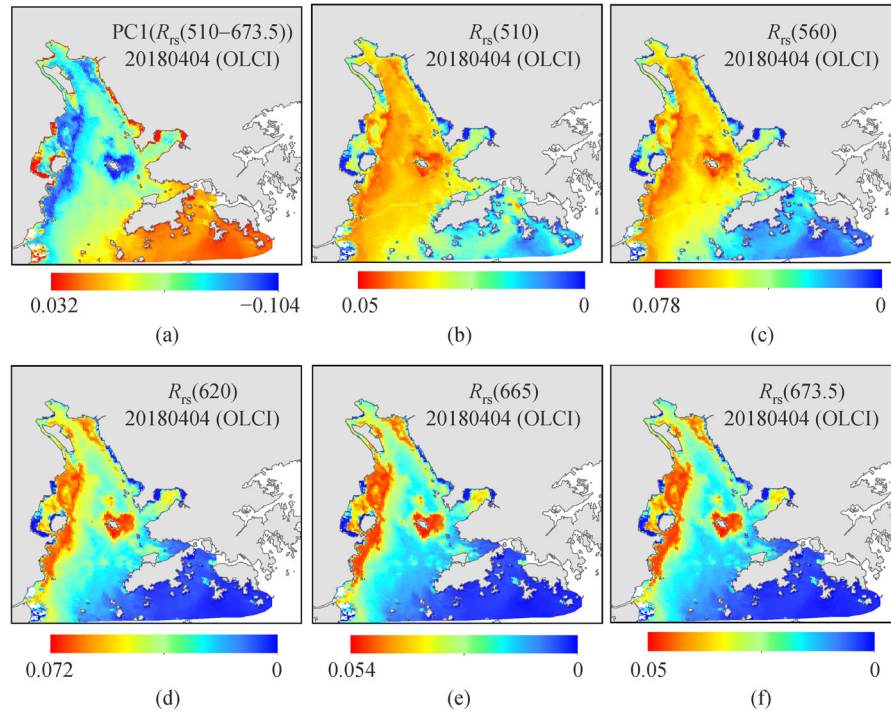 PC1(Rrs(510−673.5))
20180404 (OLCI)
0.032 −0.104
(a)
Rrs(510)
20180404 (OLCI)
0.05 0
(b)
Rrs(560)
20180404 (OLCI)
0.078 0
(c)
Rrs(620)
20180404 (OLCI)
0.072 0
(d)
Rrs(665)
20180404 (OLCI)
0.054 0
(e)
Rrs(673.5)
20180404 (OLCI)
0.05 0
(f)